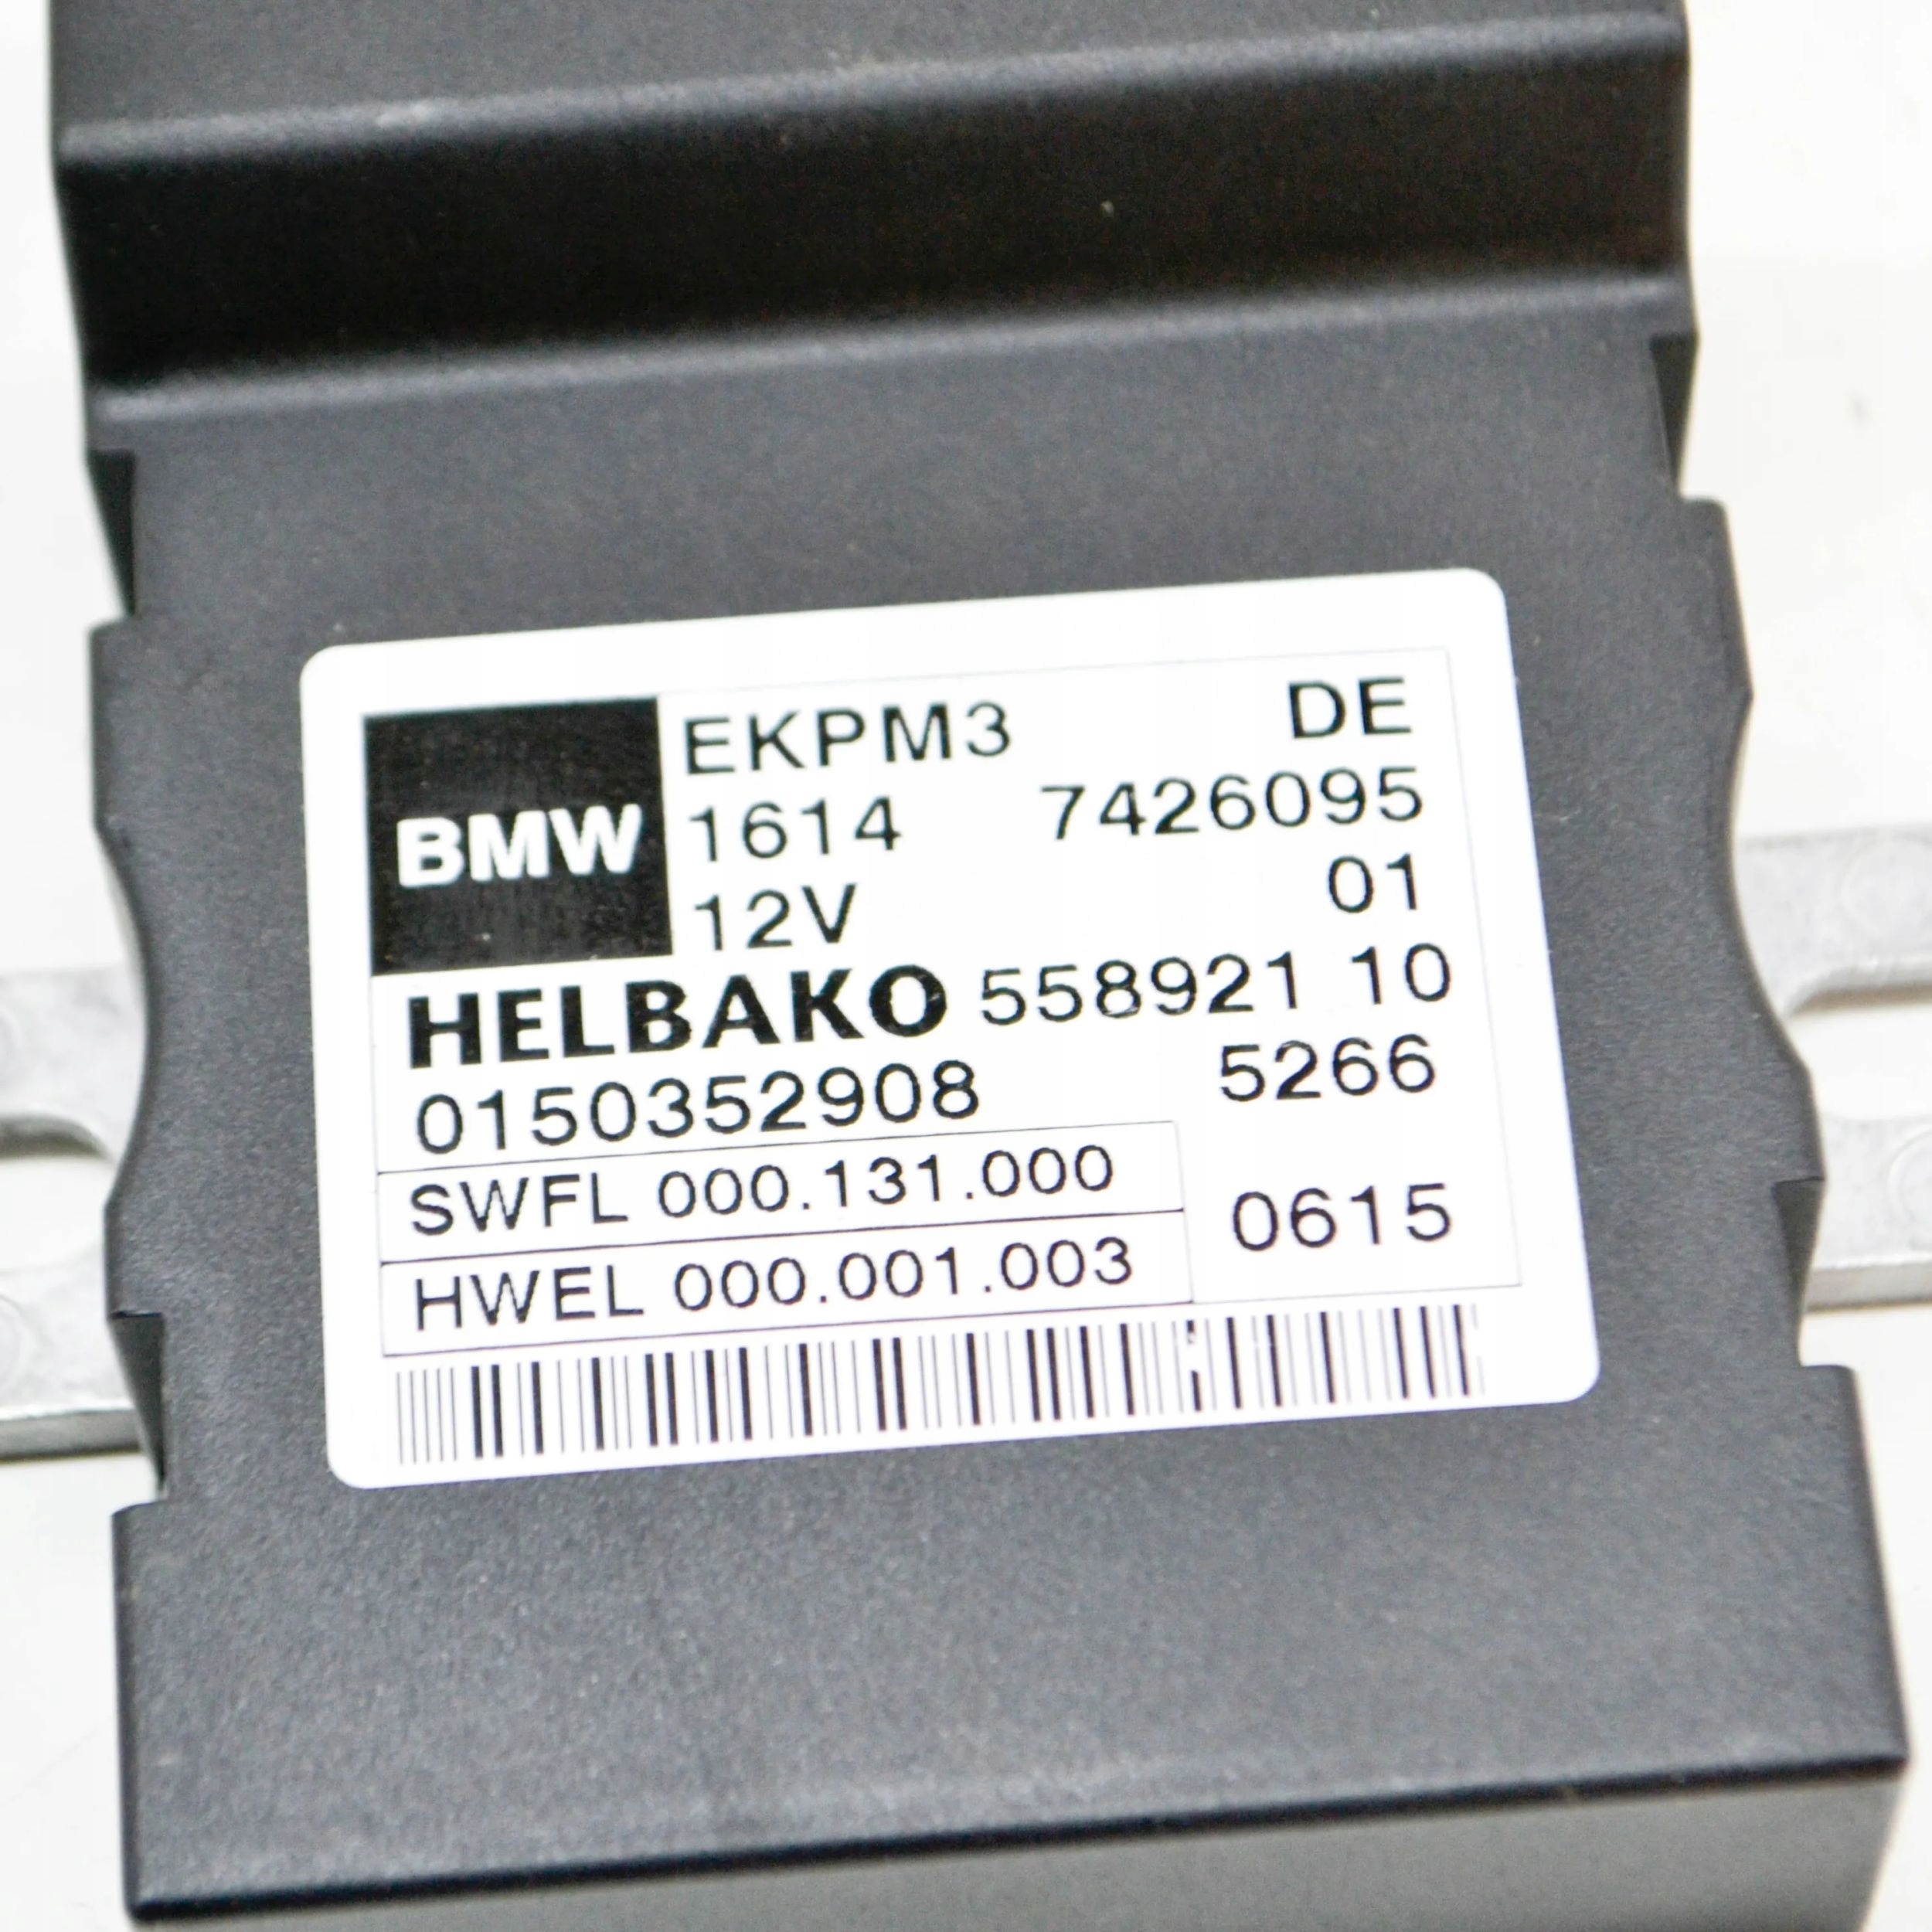 BMW
EKPM3 DE
1614 7426095
12V 01
HELBAKO 558921 10
0150352908 5266
SWFL 000.131.000
HWEL 000.001.003
0615